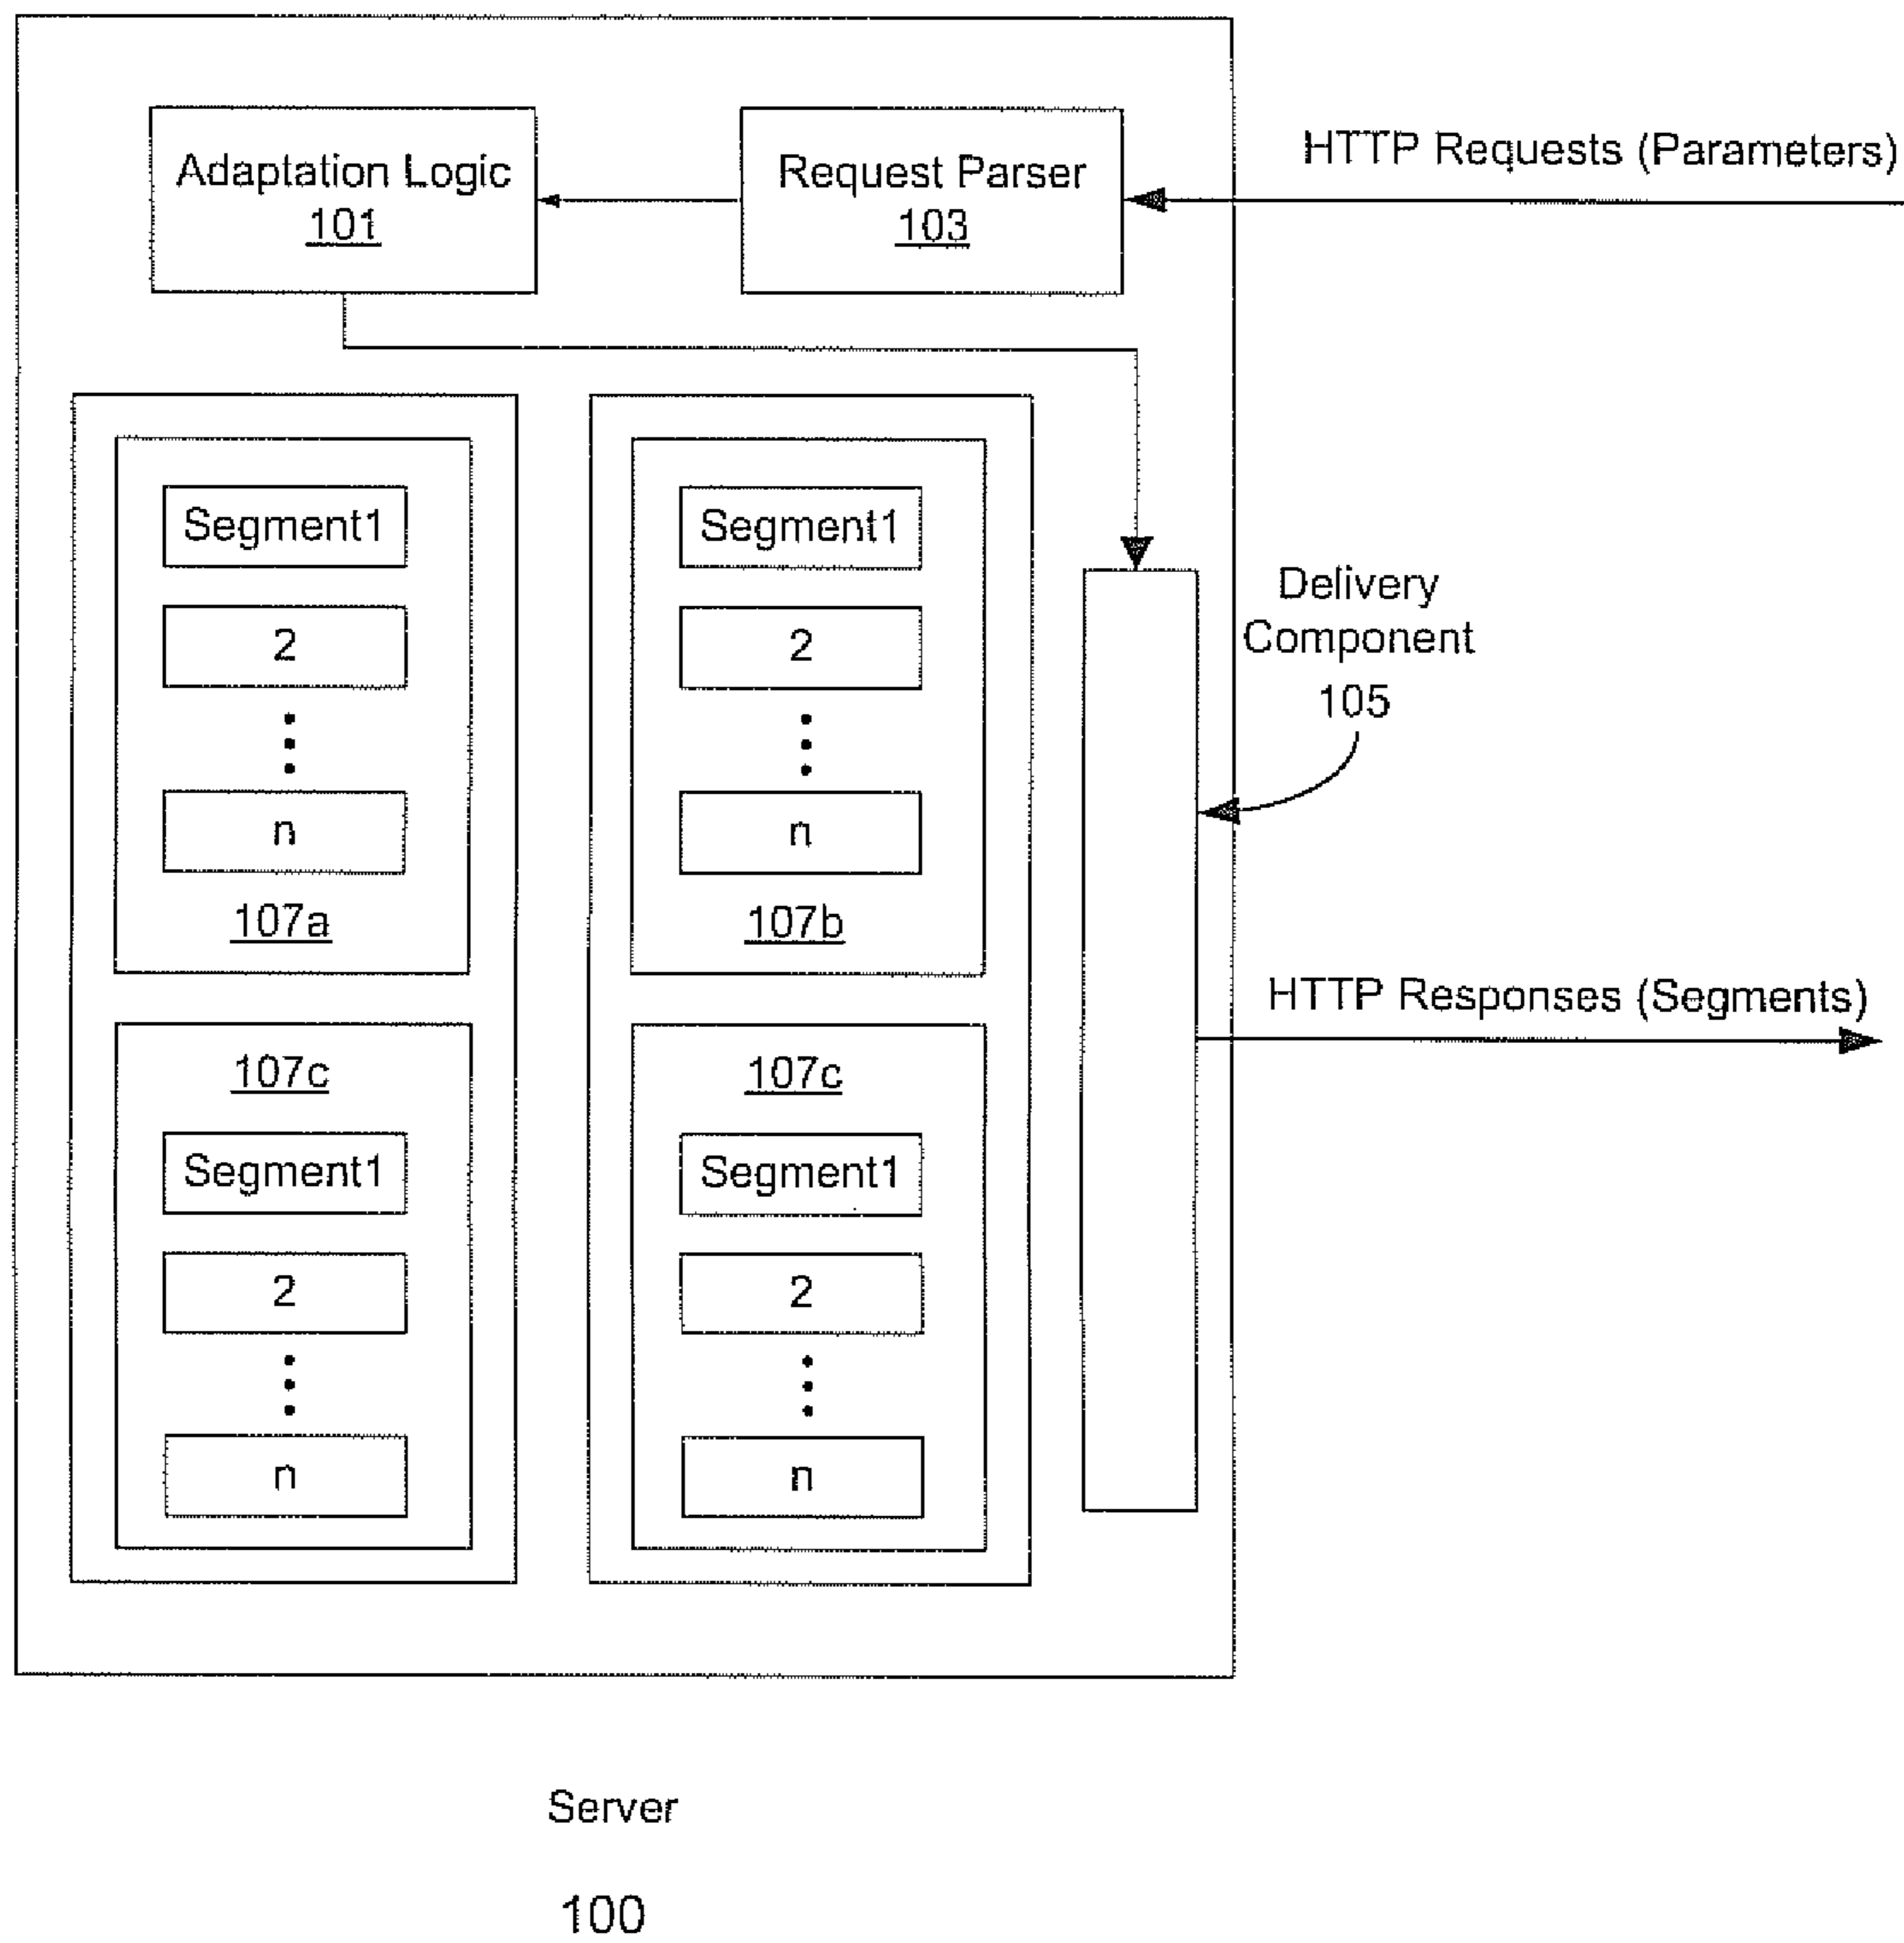 Adaptation Logic
101
Request Parser
103
HTTP Requests (Parameters)
Segment1
2
n
107a
Segment1
2
n
107b
Delivery
Component
105
HTTP Responses (Segments)
107c
Segment1
2
n
107c
Segment1
2
n
Server
100